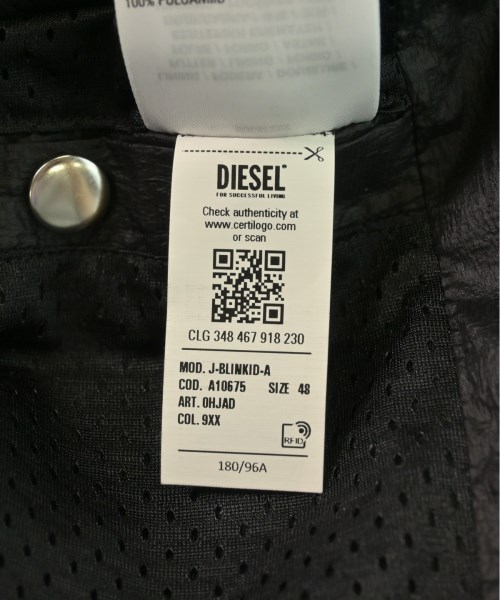 100% POLUAMMID
DIESEL
FOR SUCCESSFUL LIVING
Check authenticity at
www.certilogo.com
or scan
CLG 348 467 918 230
MOD. J-BLINKID-A
COD. A10675 SIZE 48
ART. 0HJAD
COL. 9XX
RFID
180/96A